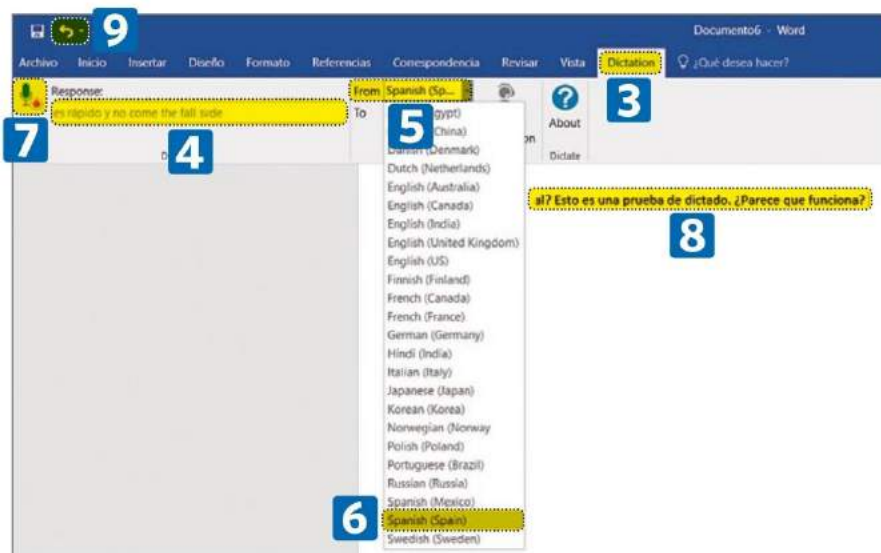 9
Documento6 - Word
Archivo Inicio Insertar Diseño Formato Referencias Correspondencia Revisar Vista Dictation ¿Qué desea hacer?
3
Response:
es rápido y no come the fall side
7
4
From Spanish (Sp...
To
5
About
on
Dictate
gypt)
China)
Danish (Denmark)
Dutch (Netherlands)
English (Australia)
English (Canada)
English (India)
English (United Kingdom)
English (US)
Finnish (Finland)
French (Canada)
French (France)
German (Germany)
Hindi (India)
Italian (Italy)
Japanese (Japan)
Korean (Korea)
Norwegian (Norway
Polish (Poland)
Portuguese (Brazil)
Russian (Russia)
Spanish (Mexico)
6
Spanish (Spain)
Swedish (Sweden)
al? Esto es una prueba de dictado. ¿Parece que funciona?
8